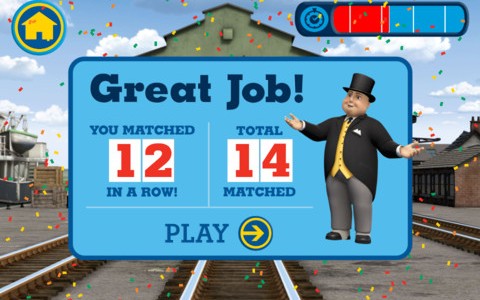 Great Job!
YOU MATCHED
12
IN A ROW!
TOTAL
14
MATCHED
PLAY